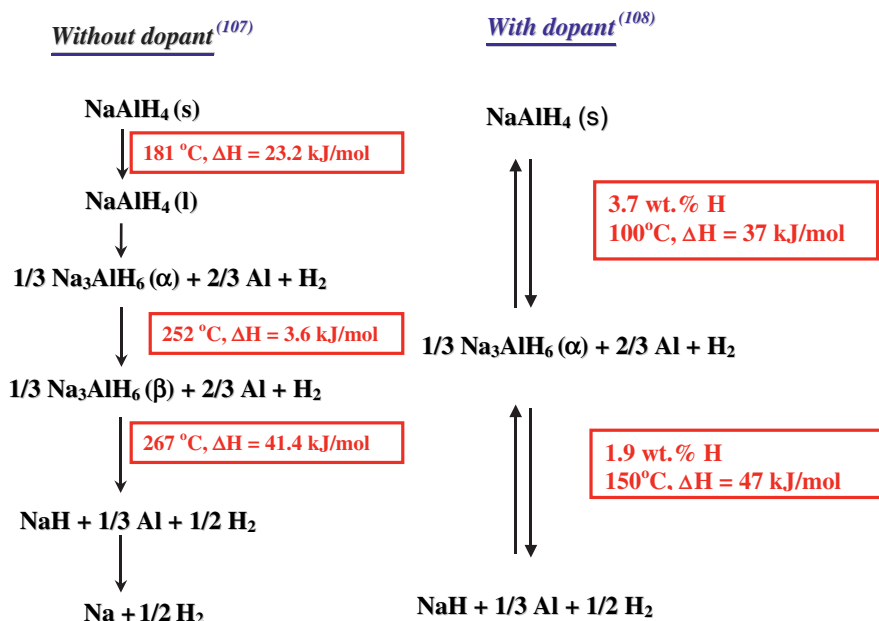 Without dopant(107)
NaAlH₄ (s)
181 °C, ΔH = 23.2 kJ/mol
NaAlH₄ (l)
1/3 Na₃AlH₆ (α) + 2/3 Al + H₂
252 °C, ΔH = 3.6 kJ/mol
1/3 Na₃AlH₆ (β) + 2/3 Al + H₂
267 °C, ΔH = 41.4 kJ/mol
NaH + 1/3 Al + 1/2 H₂
Na + 1/2 H₂
With dopant(108)
NaAlH₄ (s)
3.7 wt.% H
100°C, ΔH = 37 kJ/mol
1/3 Na₃AlH₆ (α) + 2/3 Al + H₂
1.9 wt.% H
150°C, ΔH = 47 kJ/mol
NaH + 1/3 Al + 1/2 H₂